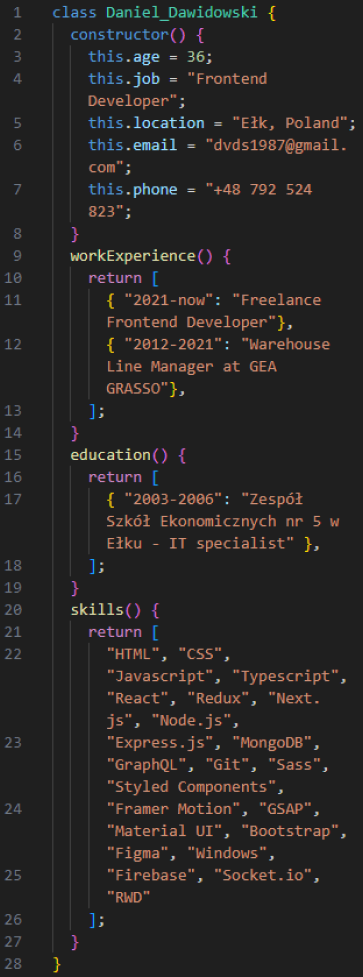 1 class Daniel_Dawidowski {
2 constructor() {
3 this.age = 36;
4 this.job = "Frontend
Developer";
5 this.location = "Ełk, Poland";
6 this.email = "dvds1987@gmail.
com";
7 this.phone = "+48 792 524
823";
8 }
9 workExperience() {
10 return [
11 { "2021-now": "Freelance
Frontend Developer"},
12 { "2012-2021": "Warehouse
Line Manager at GEA
GRASSO"},
13 ];
14 }
15 education() {
16 return [
17 { "2003-2006": "Zespół
Szkół Ekonomicznych nr 5 w
Ełku - IT specialist" },
18 ];
19 }
20 skills() {
21 return [
22 "HTML", "CSS",
"Javascript", "Typescript",
"React", "Redux", "Next.
js", "Node.js",
23 "Express.js", "MongoDB",
"GraphQL", "Git", "Sass",
"Styled Components",
24 "Framer Motion", "GSAP",
"Material UI", "Bootstrap",
"Figma", "Windows",
25 "Firebase", "Socket.io",
"RWD"
26 ];
27 }
28 }